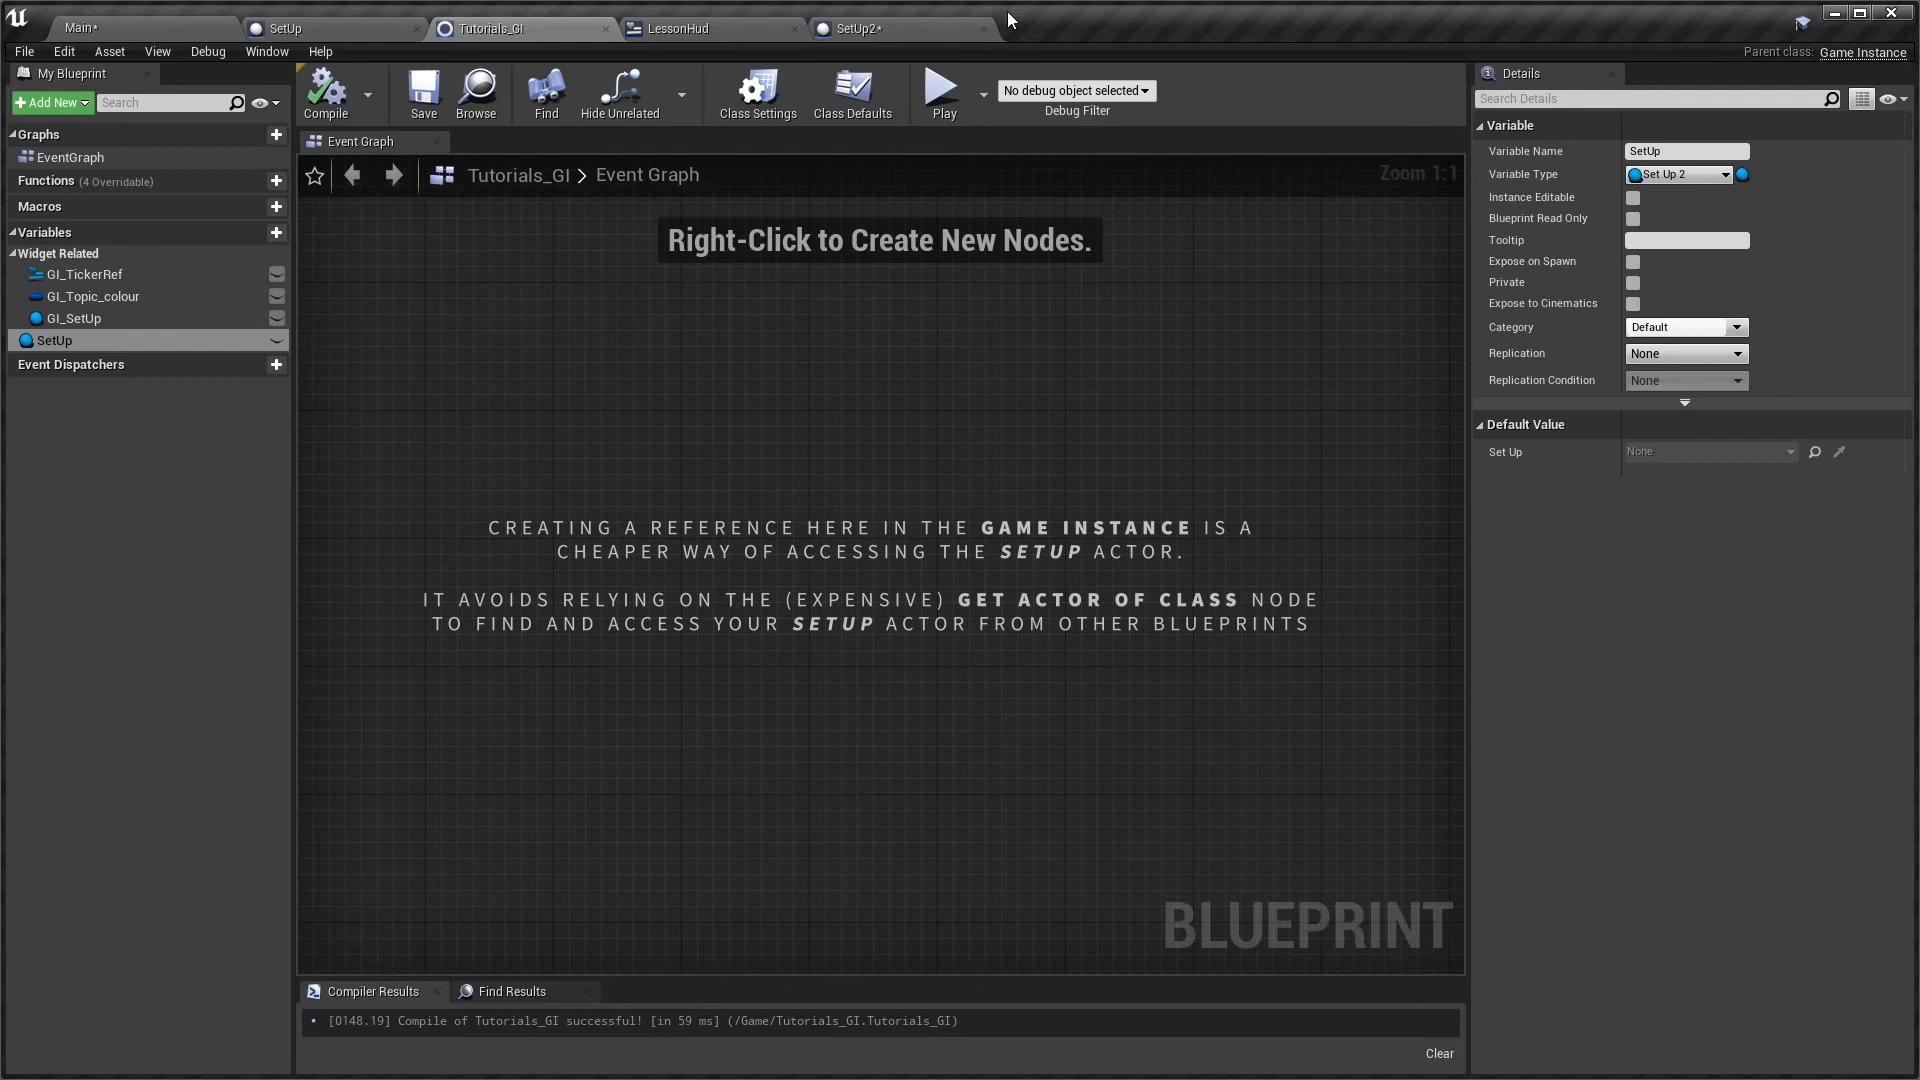 Main*
SetUp
Tutorials_GI
LessonHud
SetUp2*
File Edit Asset View Debug Window Help
Parent class: Game Instance
My Blueprint
Add New
Search
Graphs
EventGraph
Functions (4 Overridable)
Macros
Variables
Widget Related
GI_TickerRef
GI_Topic_colour
GI_SetUp
SetUp
Event Dispatchers
Compile
Save
Browse
Find
Hide Unrelated
Class Settings
Class Defaults
Play
No debug object selected
Debug Filter
Event Graph
Tutorials_GI > Event Graph
Zoom 1:1
Right-Click to Create New Nodes.
CREATING A REFERENCE HERE IN THE GAME INSTANCE IS A
CHEAPER WAY OF ACCESSING THE SETUP ACTOR.
IT AVOIDS RELYING ON THE (EXPENSIVE) GET ACTOR OF CLASS NODE
TO FIND AND ACCESS YOUR SETUP ACTOR FROM OTHER BLUEPRINTS
BLUEPRINT
Compiler Results
Find Results
[0148.19] Compile of Tutorials_GI successful! [in 59 ms] (/Game/Tutorials_GI.Tutorials_GI)
Clear
Details
Search Details
Variable
Variable Name SetUp
Variable Type Set Up 2
Instance Editable
Blueprint Read Only
Tooltip
Expose on Spawn
Private
Expose to Cinematics
Category Default
Replication None
Replication Condition None
Default Value
Set Up None